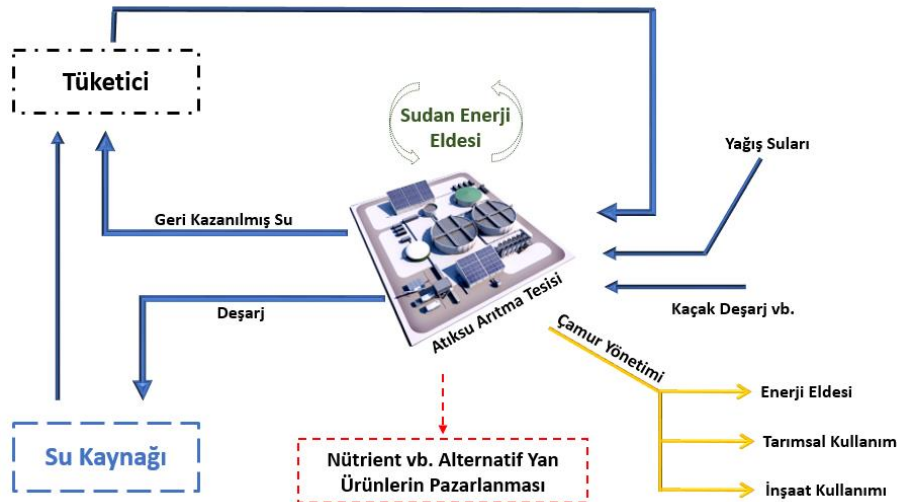 Tüketici
Sudan Enerji
Eldesi
Yağış Suları
Geri Kazanılmış Su
Deşarj
Atıksu Arıtma Tesisi
Kaçak Deşarj vb.
Çamur Yönetimi
Enerji Eldesi
Tarımsal Kullanım
İnşaat Kullanımı
Su Kaynağı
Nütrient vb. Alternatif Yan
Ürünlerin Pazarlanması